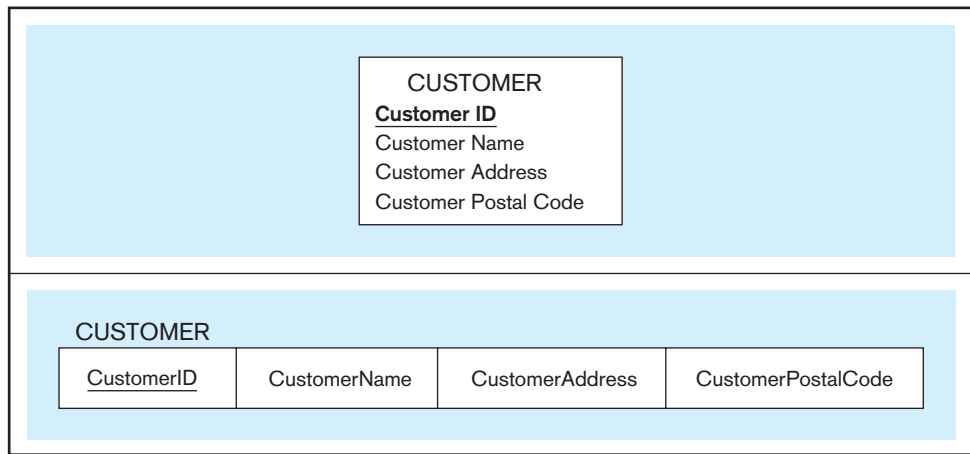 CUSTOMER
Customer ID
Customer Name
Customer Address
Customer Postal Code
CUSTOMER
CustomerID CustomerName CustomerAddress CustomerPostalCode